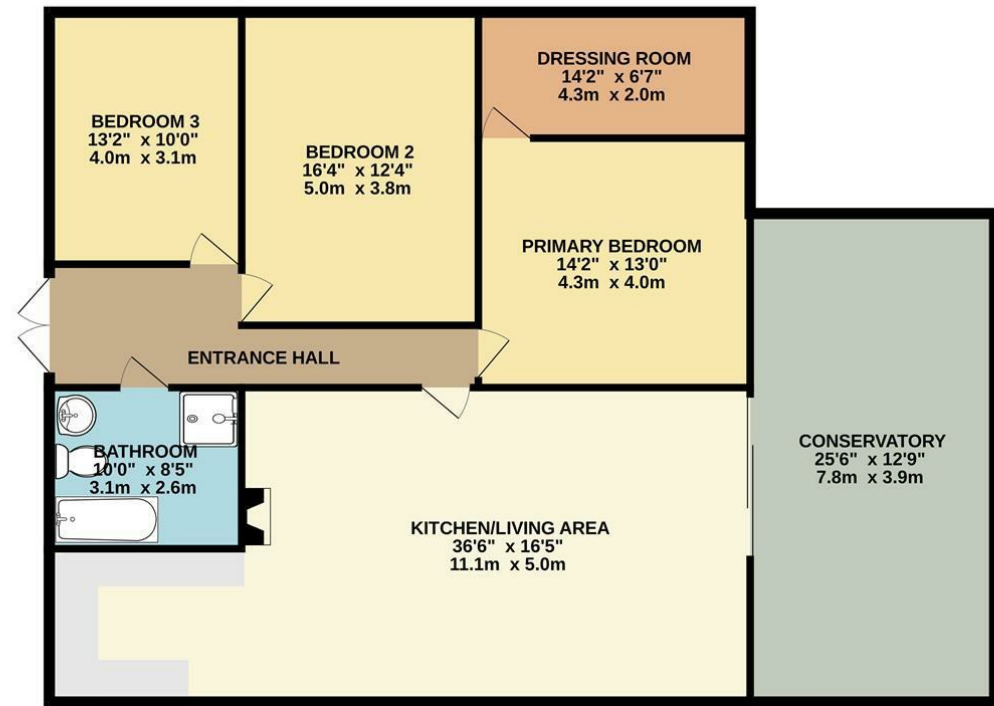 DRESSING ROOM
14'2" x 6'7"
4.3m x 2.0m
BEDROOM 3
13'2" x 10'0"
4.0m x 3.1m
BEDROOM 2
16'4" x 12'4"
5.0m x 3.8m
PRIMARY BEDROOM
14'2" x 13'0"
4.3m x 4.0m
ENTRANCE HALL
BATHROOM
10'0" x 8'5"
3.1m x 2.6m
CONSERVATORY
25'6" x 12'9"
7.8m x 3.9m
KITCHEN/LIVING AREA
36'6" x 16'5"
11.1m x 5.0m